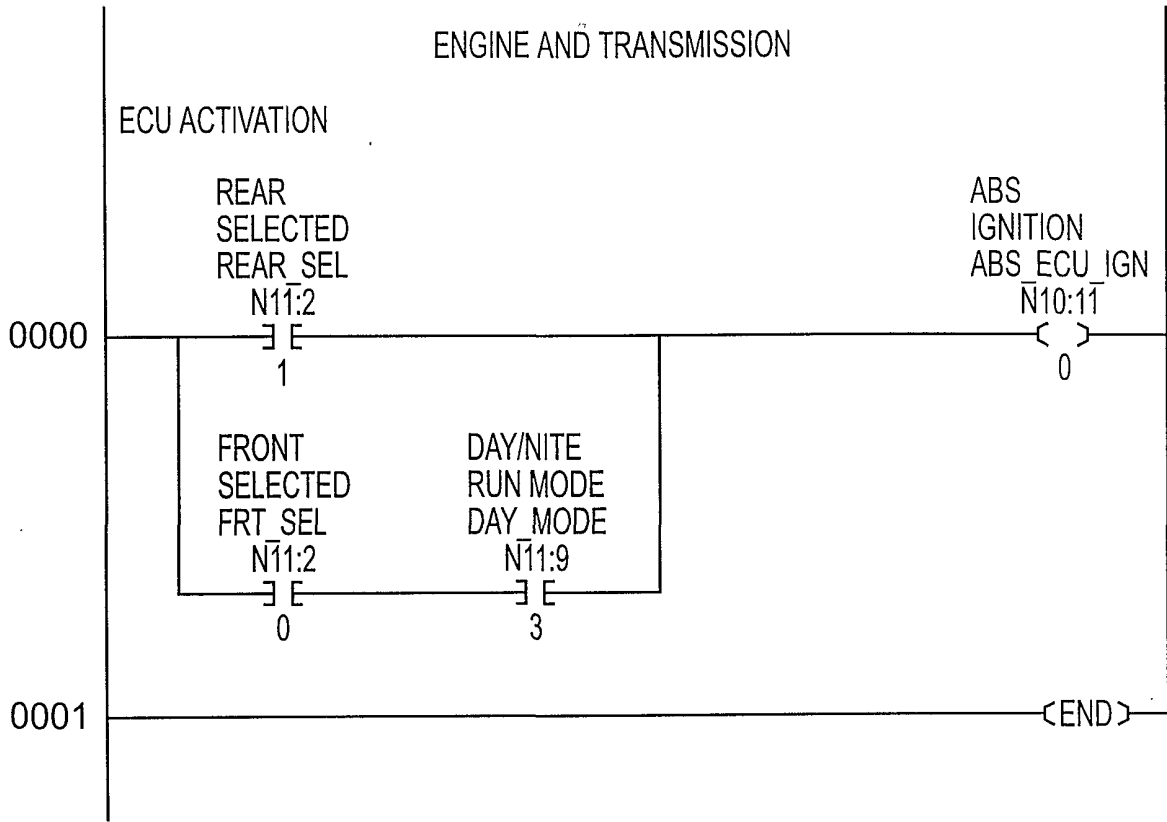 ENGINE AND TRANSMISSION
ECU ACTIVATION
REAR
SELECTED
REAR_SEL
N11:2
1
ABS
IGNITION
ABS_ECU_IGN
N10:11
0
0000
FRONT
SELECTED
FRT_SEL
N11:2
0
DAY/NITE
RUN MODE
DAY_MODE
N11:9
3
0001
END